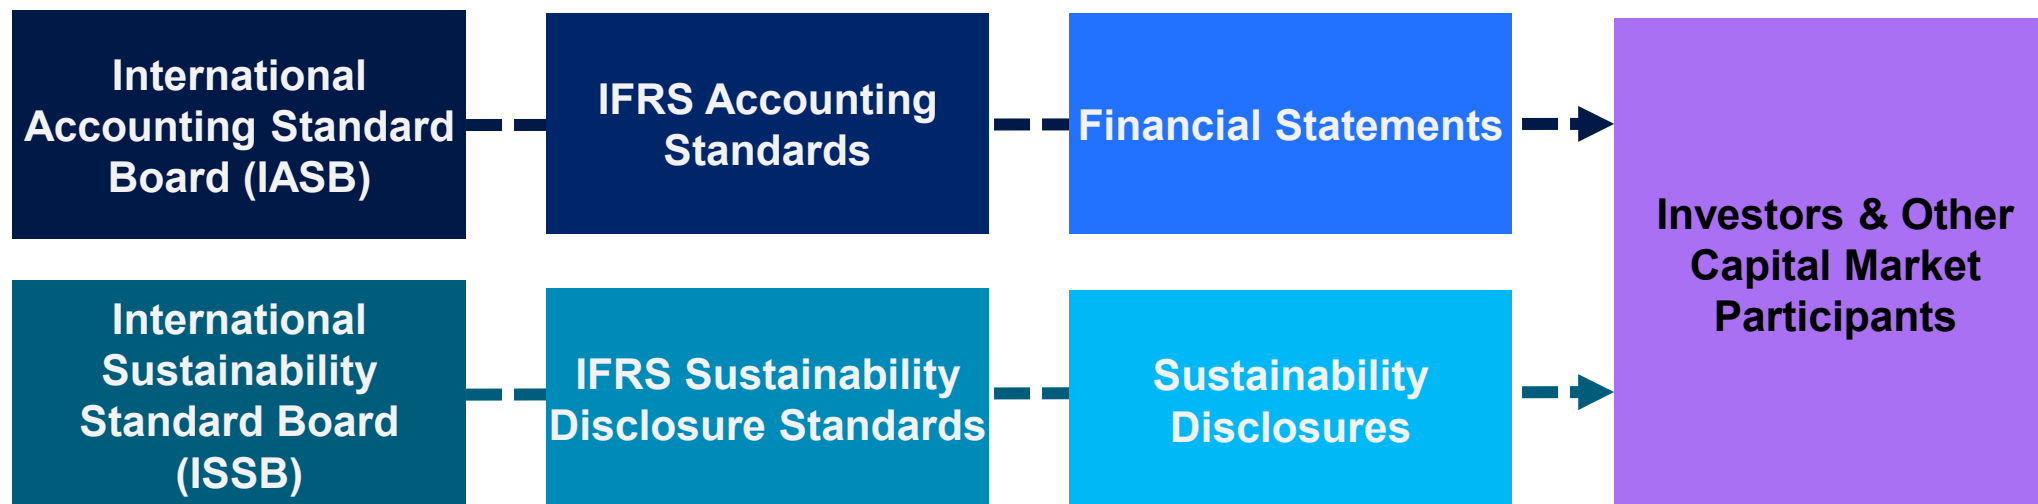 International
Accounting Standard
Board (IASB)
IFRS Accounting
Standards
Financial Statements
Investors & Other
Capital Market
Participants
International
Sustainability
Standard Board
(ISSB)
IFRS Sustainability
Disclosure Standards
Sustainability
Disclosures